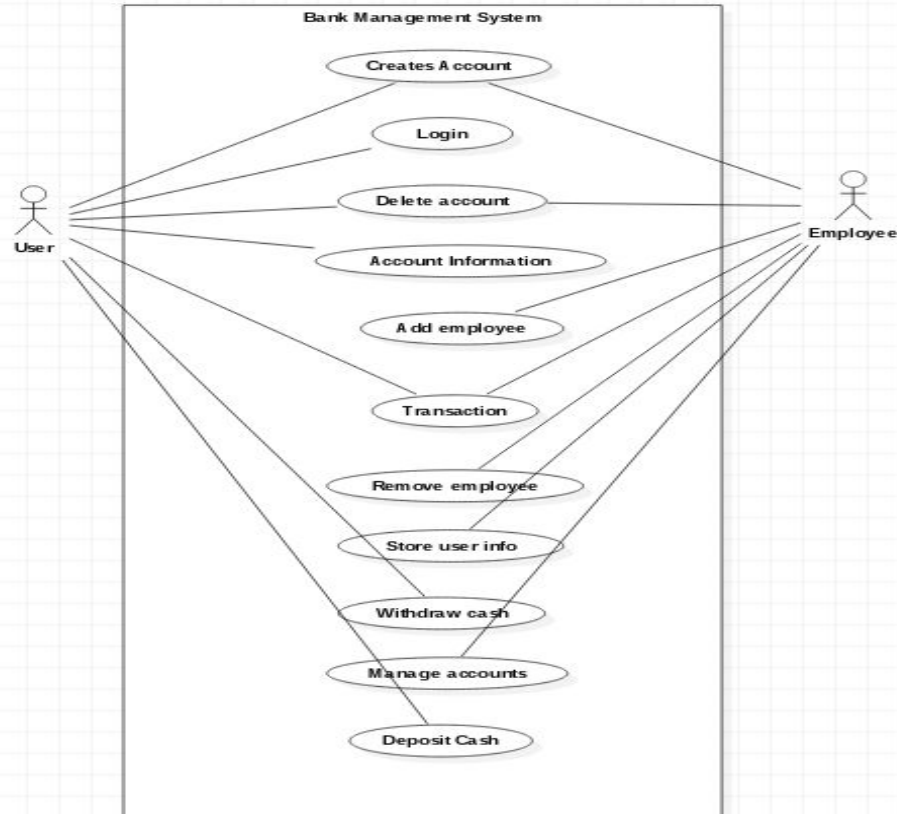 Bank Management System
Creates Account
Login
Delete account
User
Employee
Account Information
Add employee
Transaction
Remove employee
Store user info
Withdraw cash
Manage accounts
Deposit Cash